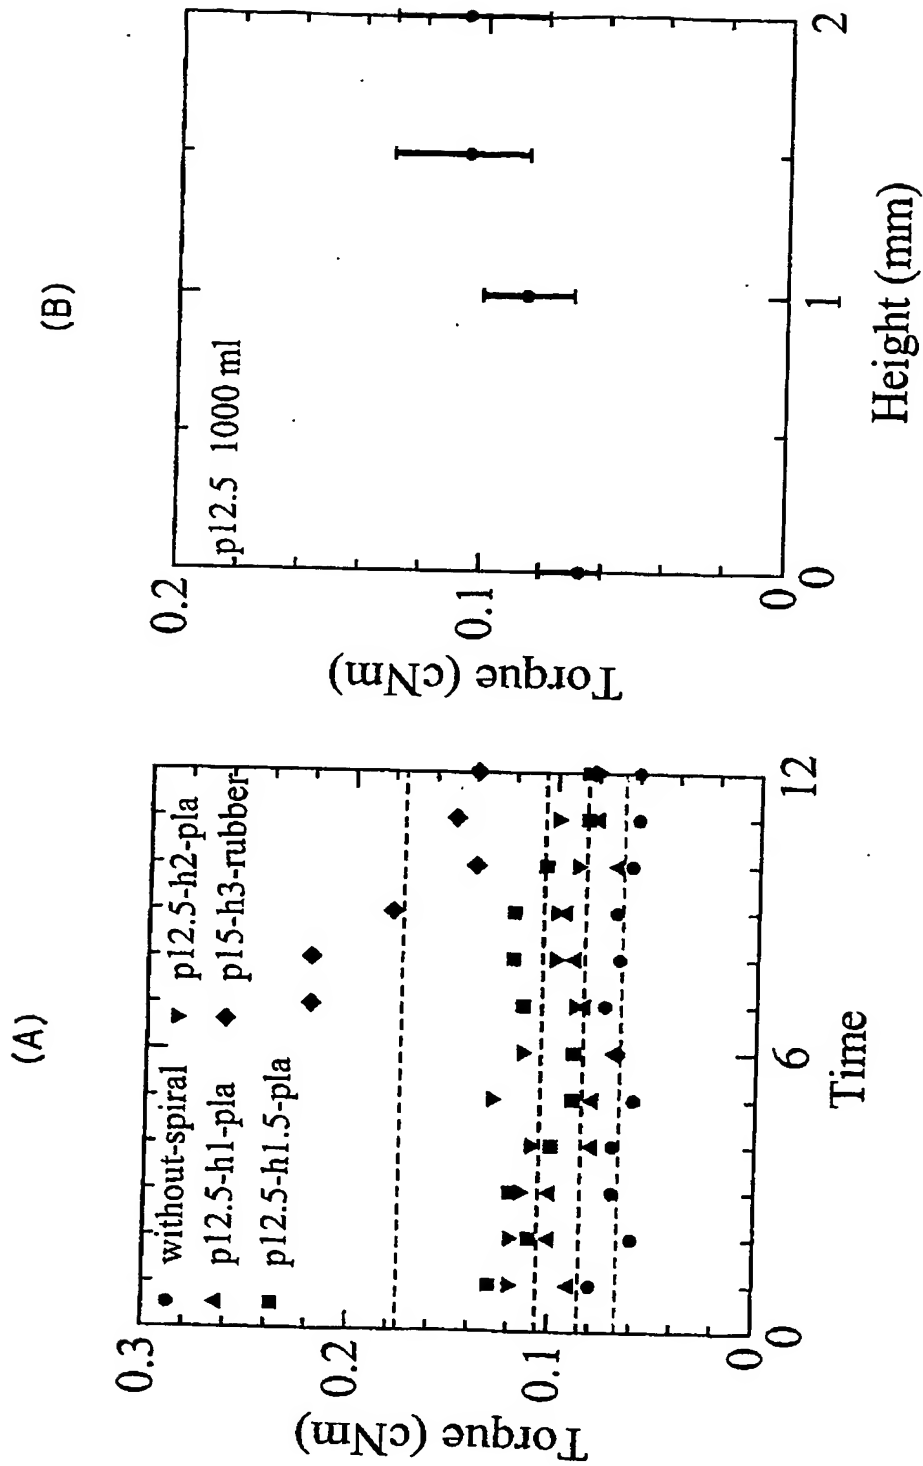 (A)
0.3
0.2
0.1
0
Torque (cNm)
without-spiral
p12.5-h2-pla
p12.5-h1-pla
p15-h3-rubber
p12.5-h1.5-pla
0
6
12
Time
(B)
0.2
0.1
0
Torque (cNm)
p12.5 1000 ml
0
1
2
Height (mm)